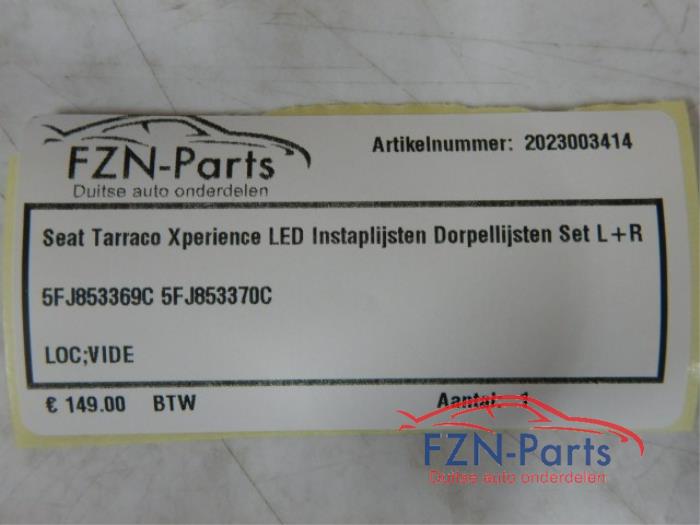 FZN-Parts
Duitse auto onderdelen
Artikelnummer: 2023003414
Seat Tarraco Xperience LED Instaplijsten Dorpellijsten Set L+R
5FJ853369C 5FJ853370C
LOC;VIDE
€ 149.00 BTW Aantal: 1
FZN-Parts
Duitse auto onderdelen